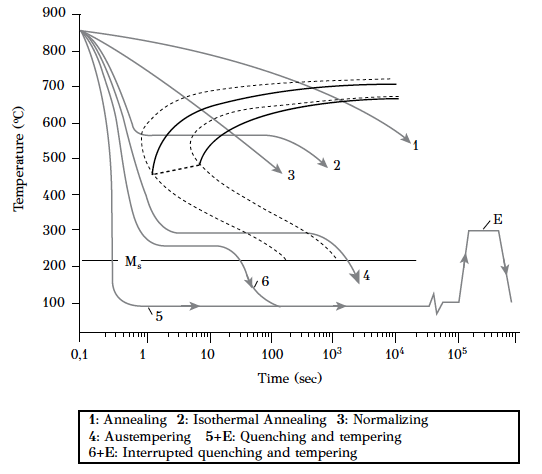 900
800
700
600
500
400
300
200
100
Temperature (ºC)
Ms
1
2
3
4
5
6
E
0,1 1 10 100 10³ 10⁴ 10⁵
Time (sec)
1: Annealing 2: Isothermal Annealing 3: Normalizing
4: Austempering 5+E: Quenching and tempering
6+E: Interrupted quenching and tempering